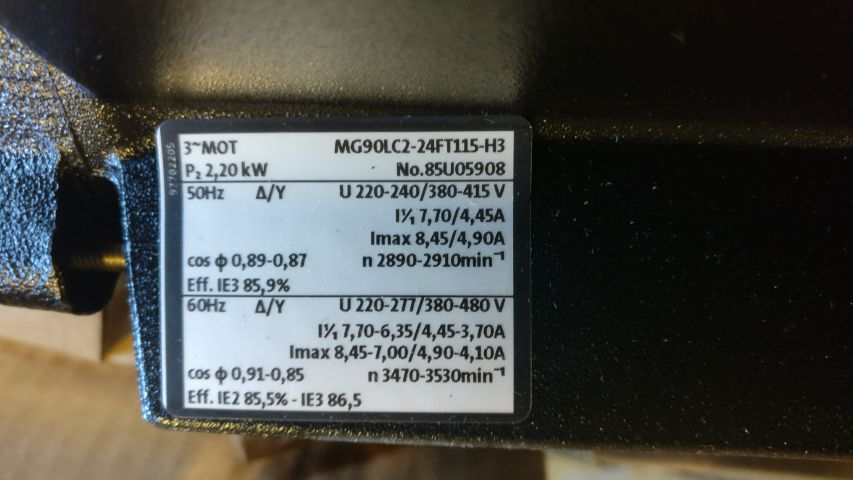 3~MOT MG90LC2-24FT115-H3
P₂ 2,20 kW No.85U05908
50Hz Δ/Y U 220-240/380-415 V
I¹⁄₁ 7,70/4,45A
Imax 8,45/4,90A
cos φ 0,89-0,87 n 2890-2910min⁻¹
Eff. IE3 85,9%
60Hz Δ/Y U 220-277/380-480 V
I¹⁄₁ 7,70-6,35/4,45-3,70A
Imax 8,45-7,00/4,90-4,10A
cos φ 0,91-0,85 n 3470-3530min⁻¹
Eff. IE2 85,5% - IE3 86,5
97702205